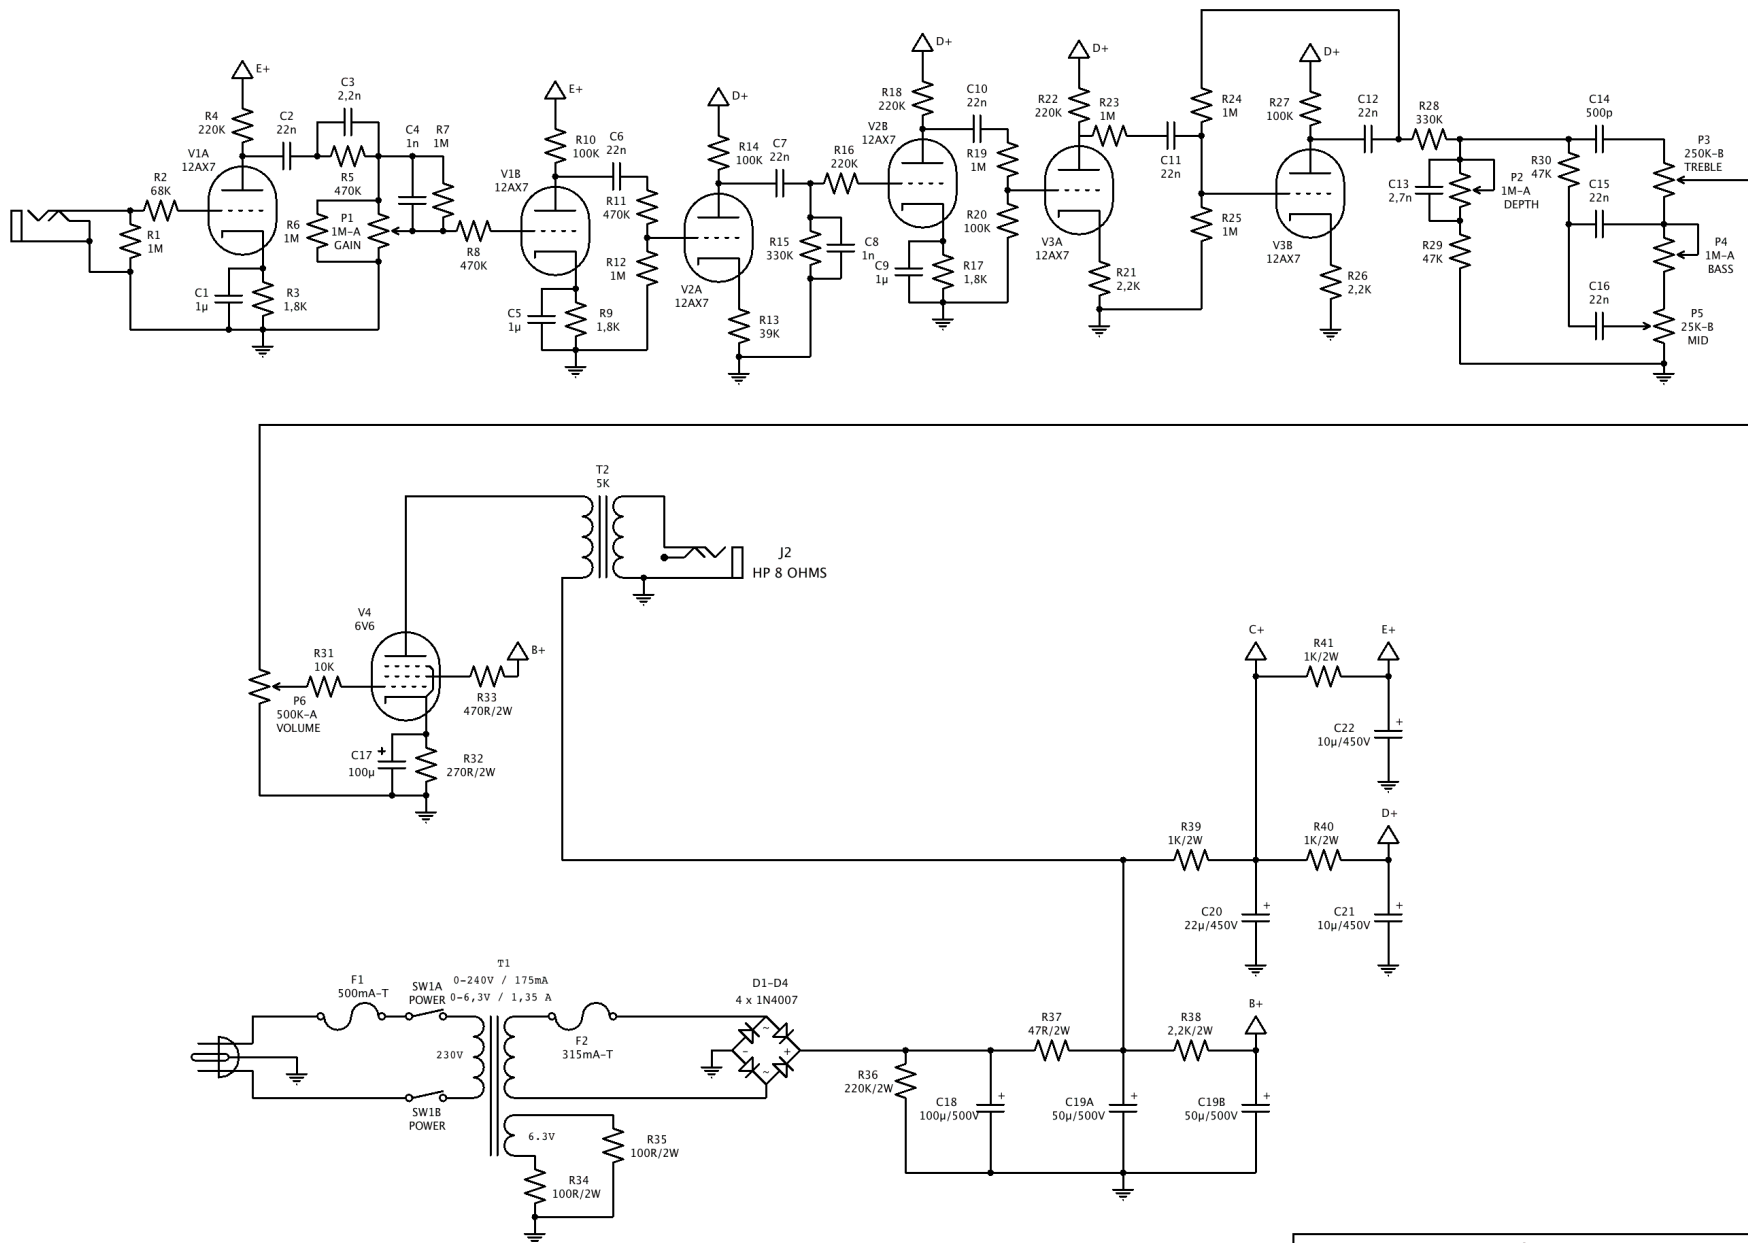 E+
R4
220K
C2
22n
C3
2,2n
R5
470K
C4
1n
R7
1M
V1A
12AX7
R2
68K
R1
1M
R6
1M
P1
1M-A
GAIN
C1
1µ
R3
1,8K
R8
470K
E+
R10
100K
C6
22n
V1B
12AX7
R11
470K
R12
1M
C5
1µ
R9
1,8K
D+
R14
100K
C7
22n
V2A
12AX7
R13
39K
R15
330K
C8
1n
R16
220K
D+
R18
220K
C10
22n
V2B
12AX7
R19
1M
R20
100K
C9
1µ
R17
1,8K
D+
R22
220K
R23
1M
C11
22n
V3A
12AX7
R21
2,2K
R24
1M
R25
1M
D+
R27
100K
C12
22n
V3B
12AX7
R26
2,2K
R28
330K
C13
2,7n
P2
1M-A
DEPTH
R29
47K
R30
47K
C14
500p
C15
22n
C16
22n
P3
250K-B
TREBLE
P4
1M-A
BASS
P5
25K-B
MID
T2
5K
J2
HP 8 OHMS
V4
6V6
R31
10K
P6
500K-A
VOLUME
B+
R33
470R/2W
C17
+
100µ
R32
270R/2W
C+
R41
1K/2W
E+
C22
10µ/450V
+
R39
1K/2W
R40
1K/2W
D+
C20
22µ/450V
+
C21
10µ/450V
+
F1
500mA-T
SW1A
POWER
T1
0-240V / 175mA
0-6,3V / 1,35 A
230V
SW1B
POWER
F2
315mA-T
6.3V
R35
100R/2W
R34
100R/2W
D1-D4
4 x 1N4007
~
-
+
~
R36
220K/2W
C18
100µ/500V
+
R37
47R/2W
C19A
50µ/500V
+
R38
2,2K/2W
B+
C19B
50µ/500V
+